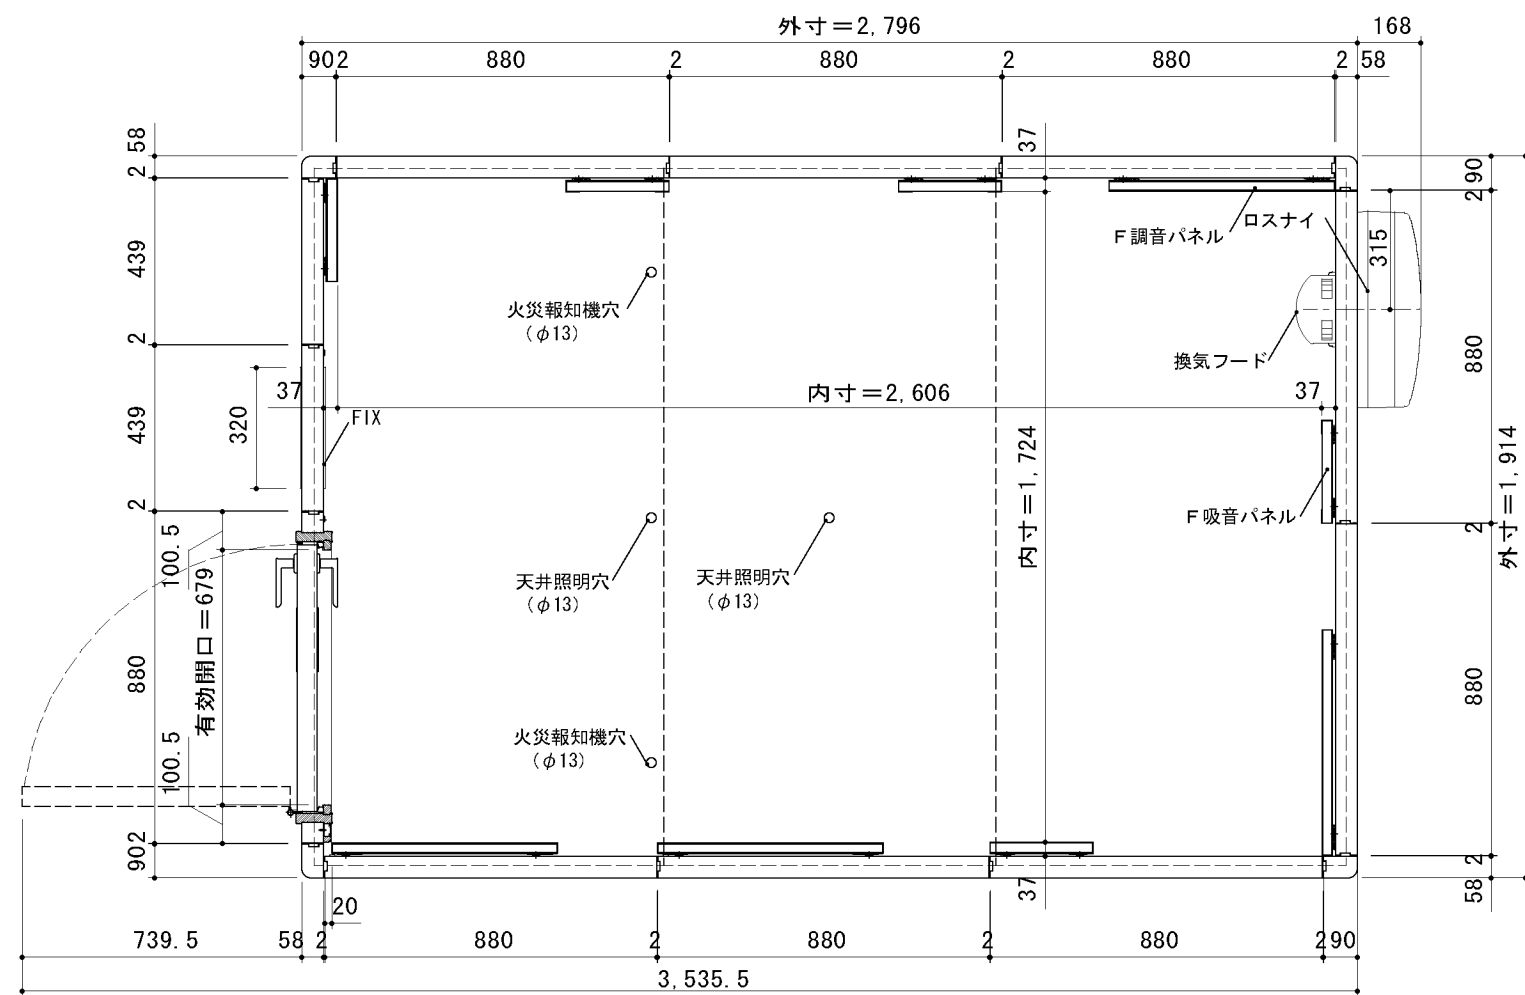 外寸＝2,796
168
90
2
880
2
880
2
880
2
58
58
2
37
90
2
439
Ｆ調音パネル
ロスナイ
315
火災報知機穴
（φ13）
2
換気フード
880
37
内寸＝2,606
37
320
439
FIX
内寸＝1,724
外寸＝1,914
2
100.5
Ｆ吸音パネル
2
有効開口＝679
天井照明穴
（φ13）
天井照明穴
（φ13）
880
880
火災報知機穴
（φ13）
100.5
2
90
2
58
37
20
739.5
58
2
880
2
880
2
880
2
90
3,535.5